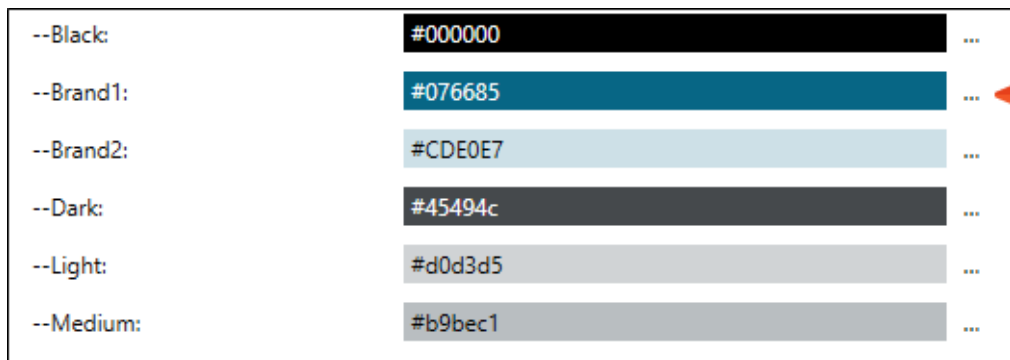 --Black: #000000 ...
--Brand1: #076685 ...
--Brand2: #CDE0E7 ...
--Dark: #45494c ...
--Light: #d0d3d5 ...
--Medium: #b9bec1 ...